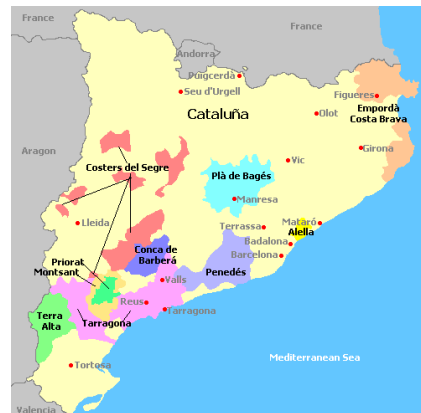 France
France
Andorra
Puigcerdà
Seu d'Urgell
Figueres
Cataluña
Empordà
Costa Brava
Olot
Aragon
Girona
Vic
Costers del Segre
Plà de Bagés
Manresa
Lleida
Terrassa
Mataró
Alella
Badalona
Conca de
Barberá
Barcelona
Priorat
Montsant
Penedés
Valls
Reus
Tarragona
Terra
Alta
Tarragona
Mediterranean Sea
Tortosa
Valencia